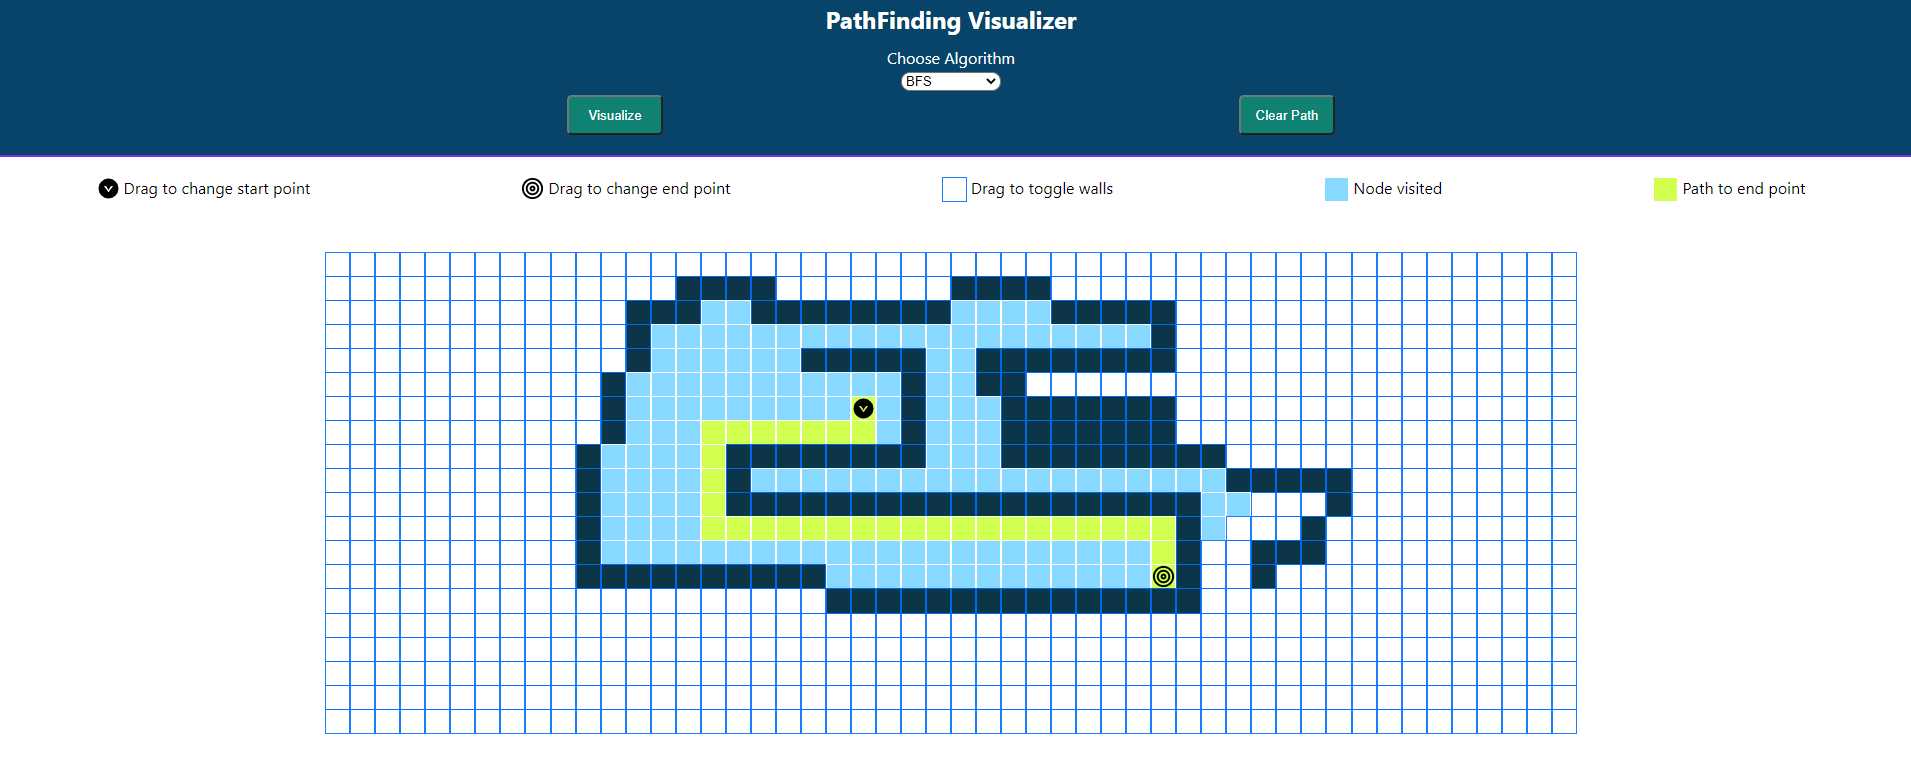 PathFinding Visualizer
Choose Algorithm
BFS
Visualize
Clear Path
Drag to change start point
Drag to change end point
Drag to toggle walls
Node visited
Path to end point